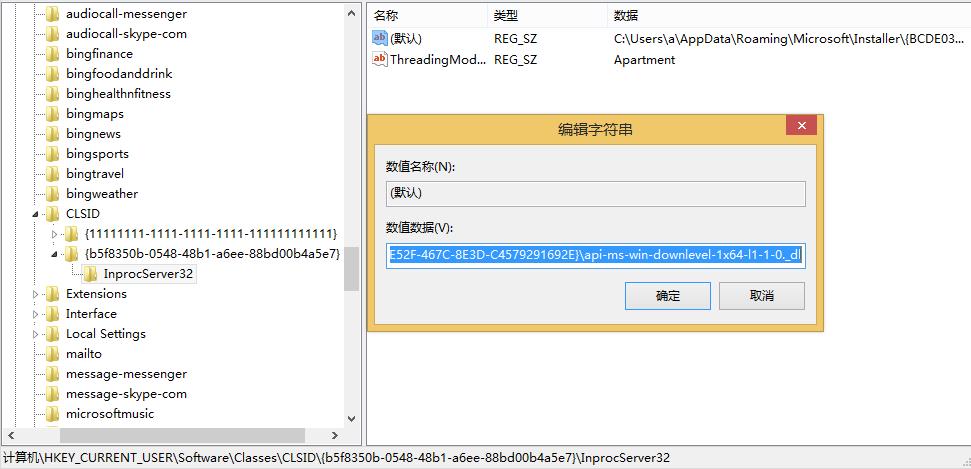 audiocall-messenger
audiocall-skype-com
bingfinance
bingfoodanddrink
binghealthnfitness
bingmaps
bingnews
bingsports
bingtravel
bingweather
CLSID
{11111111-1111-1111-1111-111111111111}
{b5f8350b-0548-48b1-a6ee-88bd00b4a5e7}
InprocServer32
Extensions
Interface
Local Settings
mailto
message-messenger
message-skype-com
microsoftmusic
名称 类型 数据
ab (默认) REG_SZ C:\Users\a\AppData\Roaming\Microsoft\Installer\{BCDE03...
ab ThreadingMod... REG_SZ Apartment
编辑字符串
数值名称(N):
(默认)
数值数据(V):
E52F-467C-8E3D-C4579291692E}\api-ms-win-downlevel-1x64-l1-1-0._dl
确定 取消
计算机\HKEY_CURRENT_USER\Software\Classes\CLSID\{b5f8350b-0548-48b1-a6ee-88bd00b4a5e7}\InprocServer32